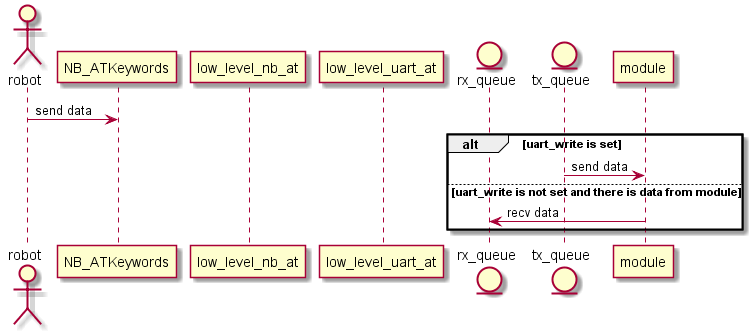 robot
NB_ATKeywords
low_level_nb_at
low_level_uart_at
rx_queue
tx_queue
module
send data
alt
[uart_write is set]
send data
[uart_write is not set and there is data from module]
recv data
robot
NB_ATKeywords
low_level_nb_at
low_level_uart_at
rx_queue
tx_queue
module